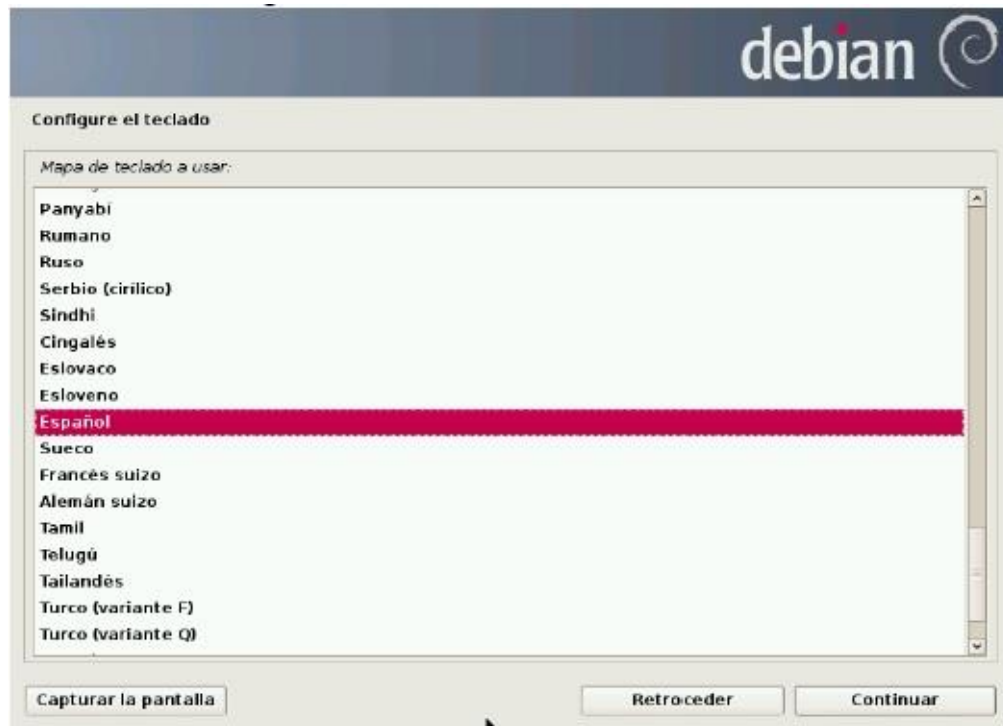 debian
Configure el teclado
Mapa de teclado a usar:
Panyabí
Rumano
Ruso
Serbio (cirílico)
Sindhi
Cingalés
Eslovaco
Esloveno
Español
Sueco
Francés suizo
Alemán suizo
Tamil
Telugú
Tailandés
Turco (variante F)
Turco (variante Q)
Capturar la pantalla
Retroceder
Continuar